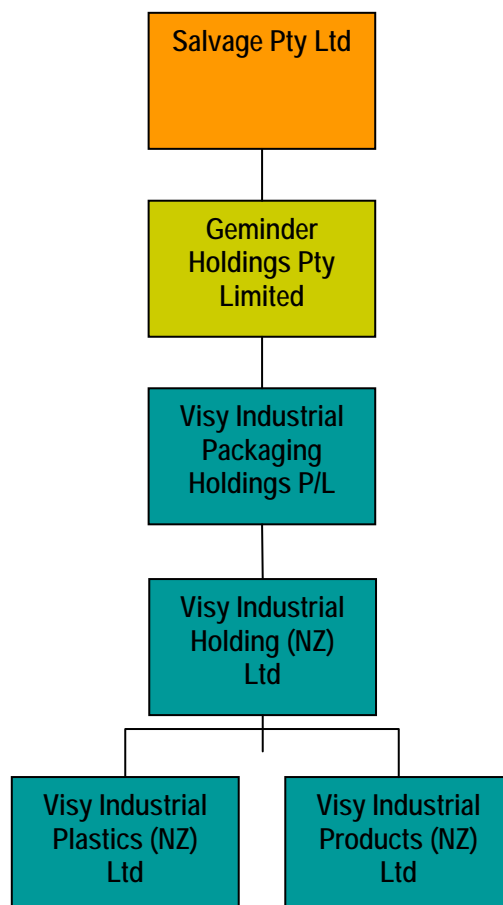 Salvage Pty Ltd
Geminder
Holdings Pty
Limited
Visy Industrial
Packaging
Holdings P/L
Visy Industrial
Holding (NZ)
Ltd
Visy Industrial
Plastics (NZ)
Ltd
Visy Industrial
Products (NZ)
Ltd